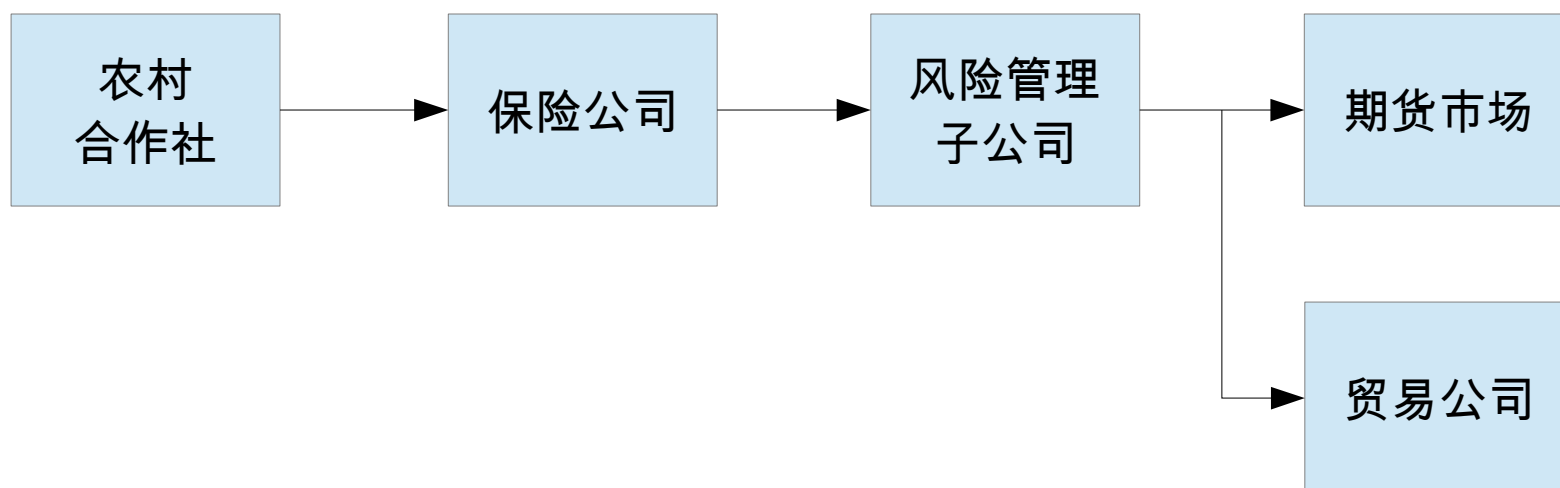 农村
合作社
保险公司
风险管理
子公司
期货市场
贸易公司